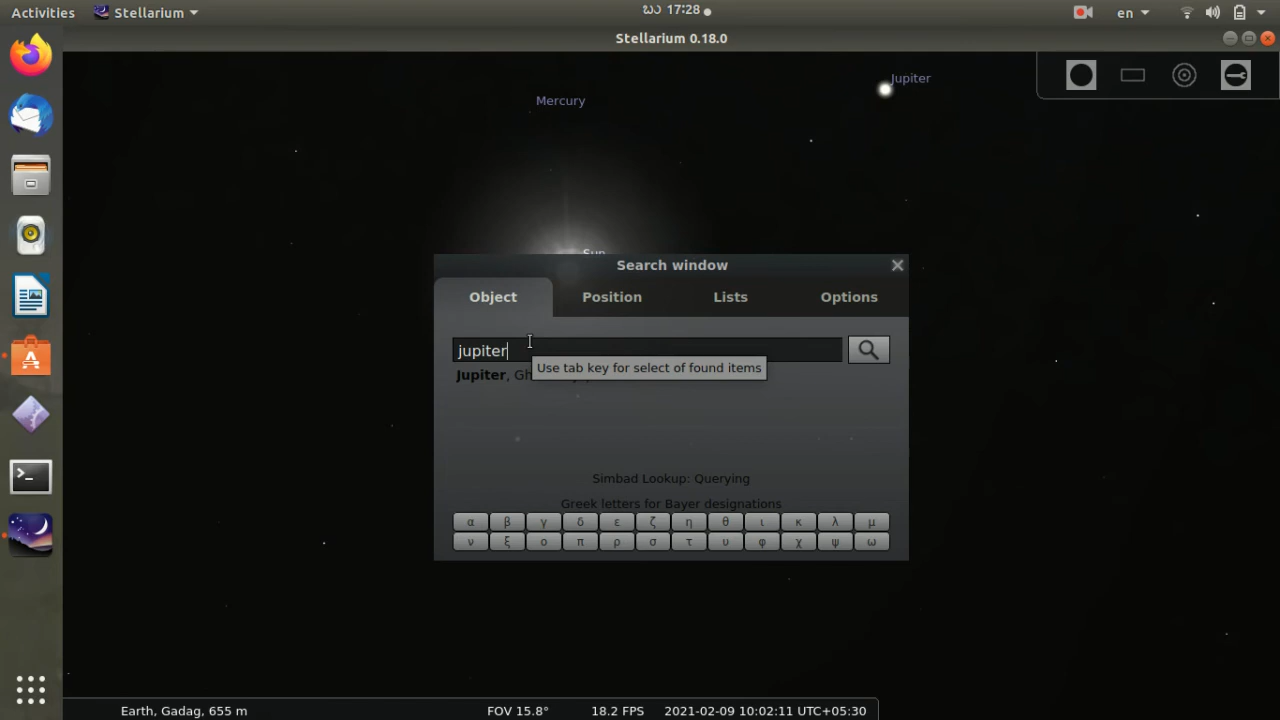 Activities Stellarium බට 17:28 en
Stellarium 0.18.0
Jupiter
Mercury
Sun
Search window
Object Position Lists Options
jupiter
Use tab key for select of found items
Jupiter,
Simbad Lookup: Querying
Greek letters for Bayer designations
α β γ δ ε ζ η θ ι κ λ μ
ν ξ ο π ρ σ τ υ φ χ ψ ω
Earth, Gadag, 655 m FOV 15.8° 18.2 FPS 2021-02-09 10:02:11 UTC+05:30